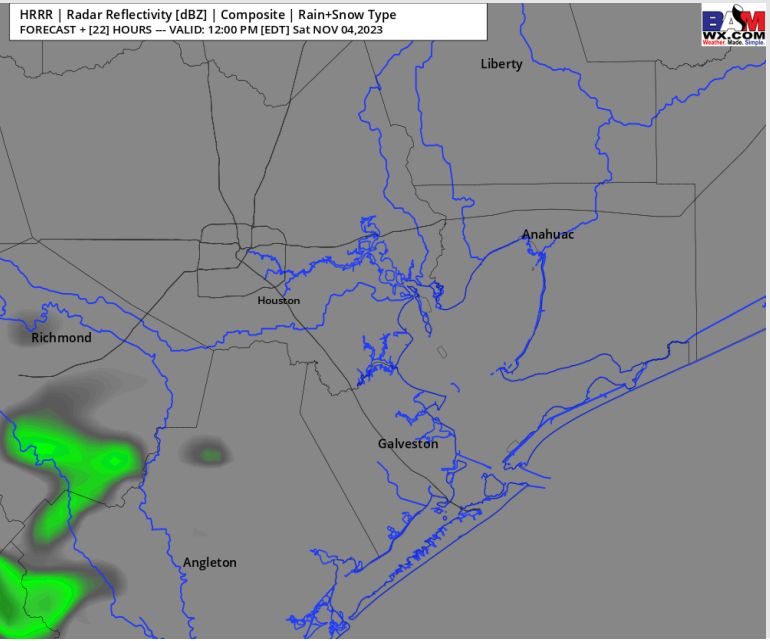 HRRR | Radar Reflectivity [dBZ] | Composite | Rain+Snow Type
FORECAST + [22] HOURS --- VALID: 12:00 PM [EDT] Sat NOV 04,2023
BAM
WX.COM
Weather. Made. Simple.
Liberty
Anahuac
Houston
Richmond
Galveston
Angleton